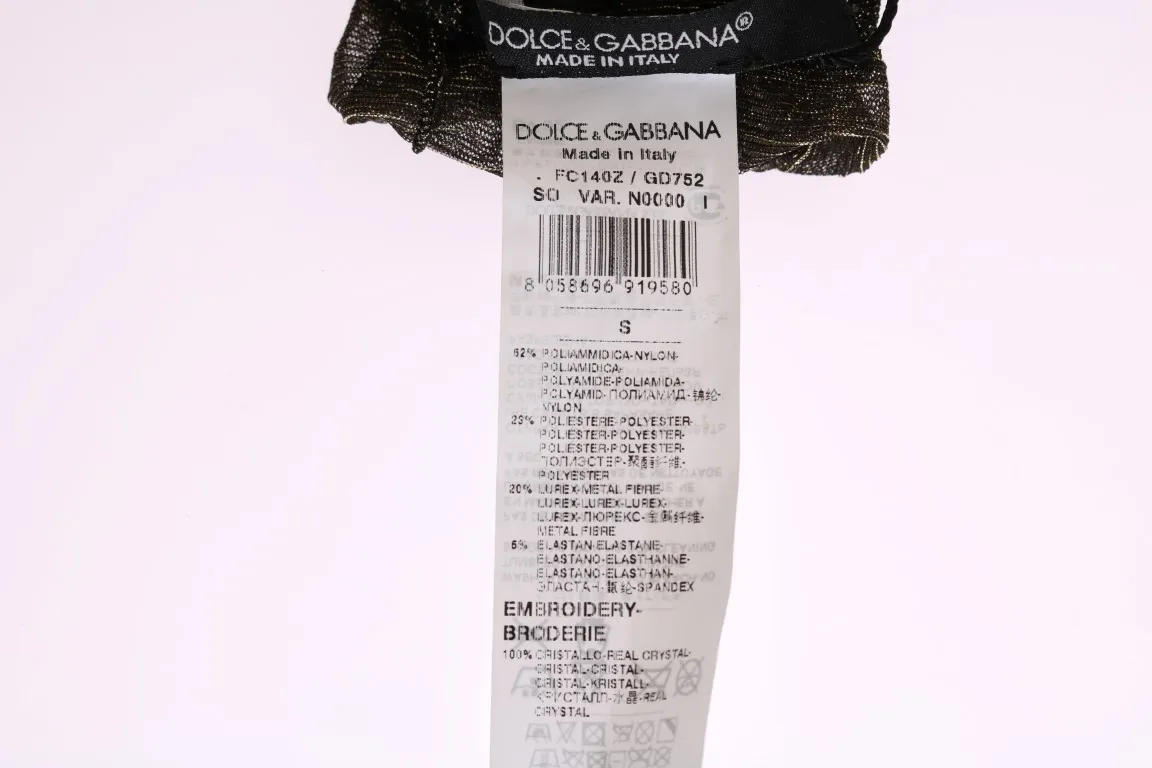 DOLCE&GABBANA®
MADE IN ITALY
DOLCE&GABBANA
Made in Italy
. FC140Z / GD752
SO VAR. N0000 I
8 058696 919580
S
52% POLIAMMIDICA-NYLON-
POLIAMIDICA-
POLYAMIDE-POLIAMIDA-
POLYAMID-ПОЛИАМИД-锦纶-
NYLON
23% POLIESTERE-POLYESTER-
POLIESTER-POLYESTER-
POLIESTER-POLYESTER-
ПОЛИЭСТЕР-聚酯纤维-
POLYESTER
20% LUREX-METAL FIBRE-
LUREX-LUREX-LUREX-
LUREX-ЛЮРЕКС-金属纤维-
METAL FIBRE
5% ELASTAN-ELASTANE-
ELASTANO-ELASTHANNE-
ELASTANO-ELASTHAN-
ЭЛАСТАН-氨纶-SPANDEX
EMBROIDERY-
BRODERIE
100% CRISTALLO-REAL CRYSTAL-
CRISTAL-CRISTAL-
CRISTAL-KRISTALL-
КРИСТАЛЛ-水晶-REAL
CRYSTAL